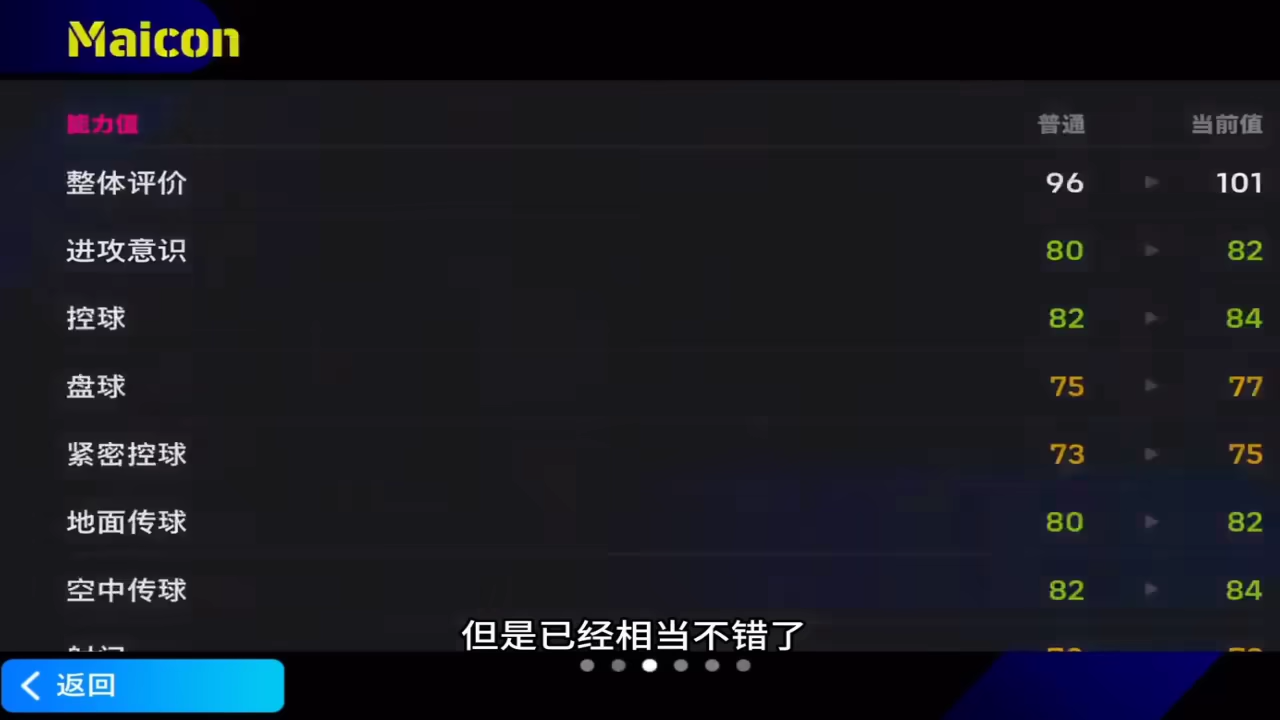 Maicon
能力值 普通 当前值
整体评价 96 101
进攻意识 80 82
控球 82 84
盘球 75 77
紧密控球 73 75
地面传球 80 82
空中传球 82 84
但是已经相当不错了
返回